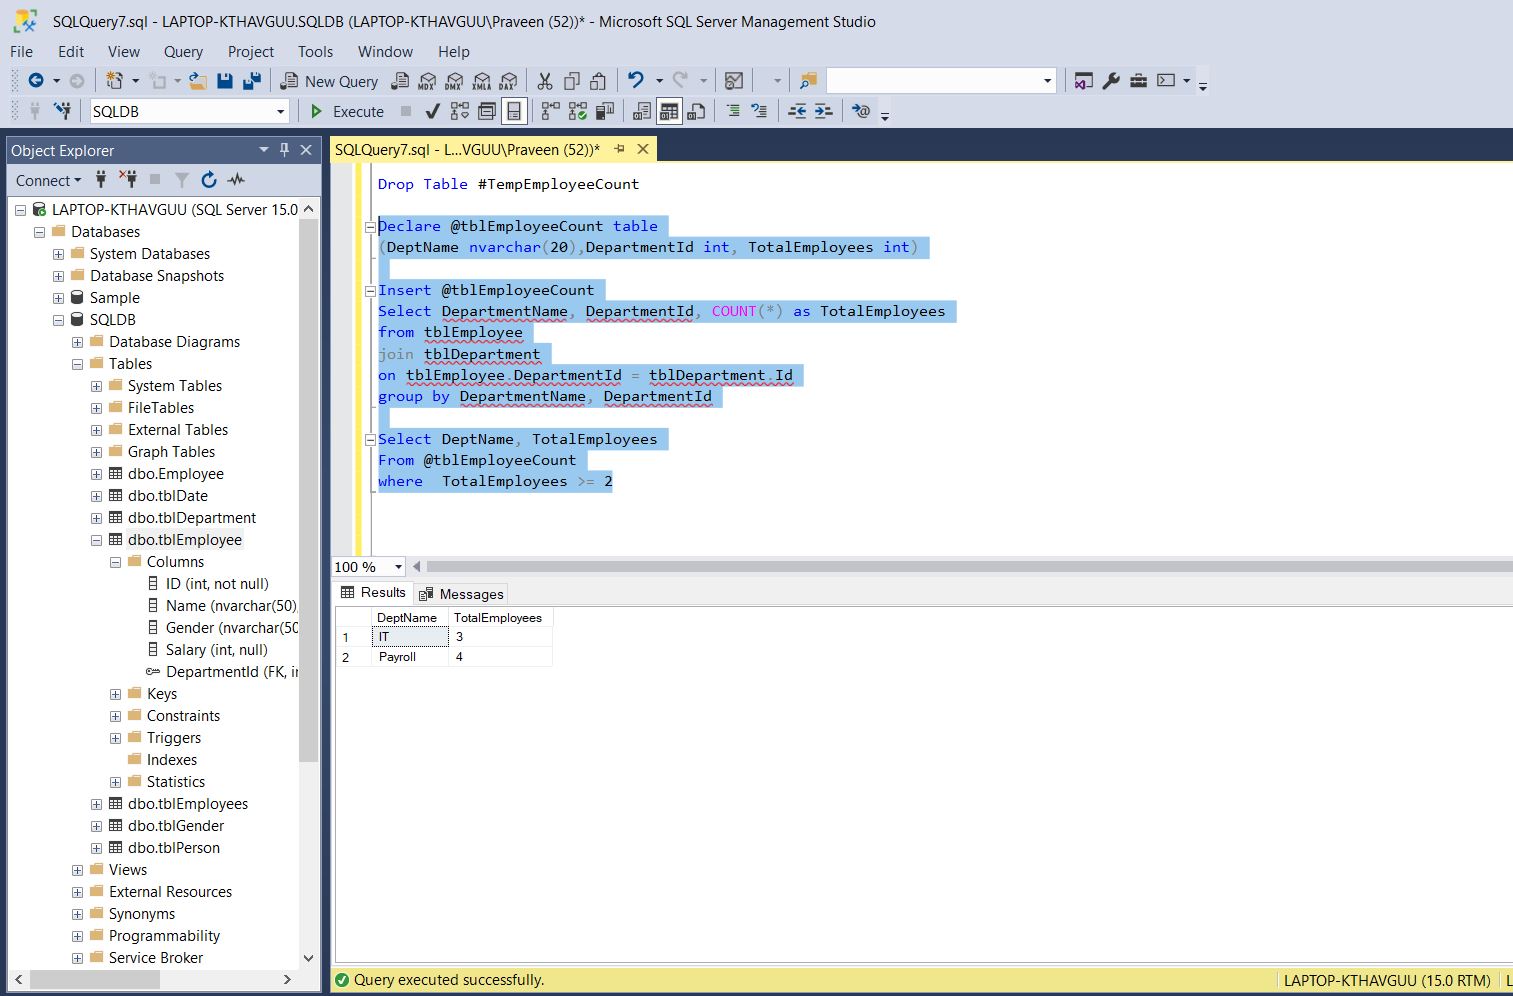 SQLQuery7.sql - LAPTOP-KTHAVGUU.SQLDB (LAPTOP-KTHAVGUU\Praveen (52))* - Microsoft SQL Server Management Studio
File Edit View Query Project Tools Window Help
New Query MDX DMX XMLA DAX
SQLDB Execute
Object Explorer
Connect
LAPTOP-KTHAVGUU (SQL Server 15.0
Databases
System Databases
Database Snapshots
Sample
SQLDB
Database Diagrams
Tables
System Tables
FileTables
External Tables
Graph Tables
dbo.Employee
dbo.tblDate
dbo.tblDepartment
dbo.tblEmployee
Columns
ID (int, not null)
Name (nvarchar(50),
Gender (nvarchar(50
Salary (int, null)
DepartmentId (FK, in
Keys
Constraints
Triggers
Indexes
Statistics
dbo.tblEmployees
dbo.tblGender
dbo.tblPerson
Views
External Resources
Synonyms
Programmability
Service Broker
SQLQuery7.sql - L...VGUU\Praveen (52))*
Drop Table #TempEmployeeCount
Declare @tblEmployeeCount table
(DeptName nvarchar(20),DepartmentId int, TotalEmployees int)
Insert @tblEmployeeCount
Select DepartmentName, DepartmentId, COUNT(*) as TotalEmployees
from tblEmployee
join tblDepartment
on tblEmployee.DepartmentId = tblDepartment.Id
group by DepartmentName, DepartmentId
Select DeptName, TotalEmployees
From @tblEmployeeCount
where  TotalEmployees >= 2
100 %
Results Messages
DeptName TotalEmployees
1 IT 3
2 Payroll 4
Query executed successfully. LAPTOP-KTHAVGUU (15.0 RTM) L